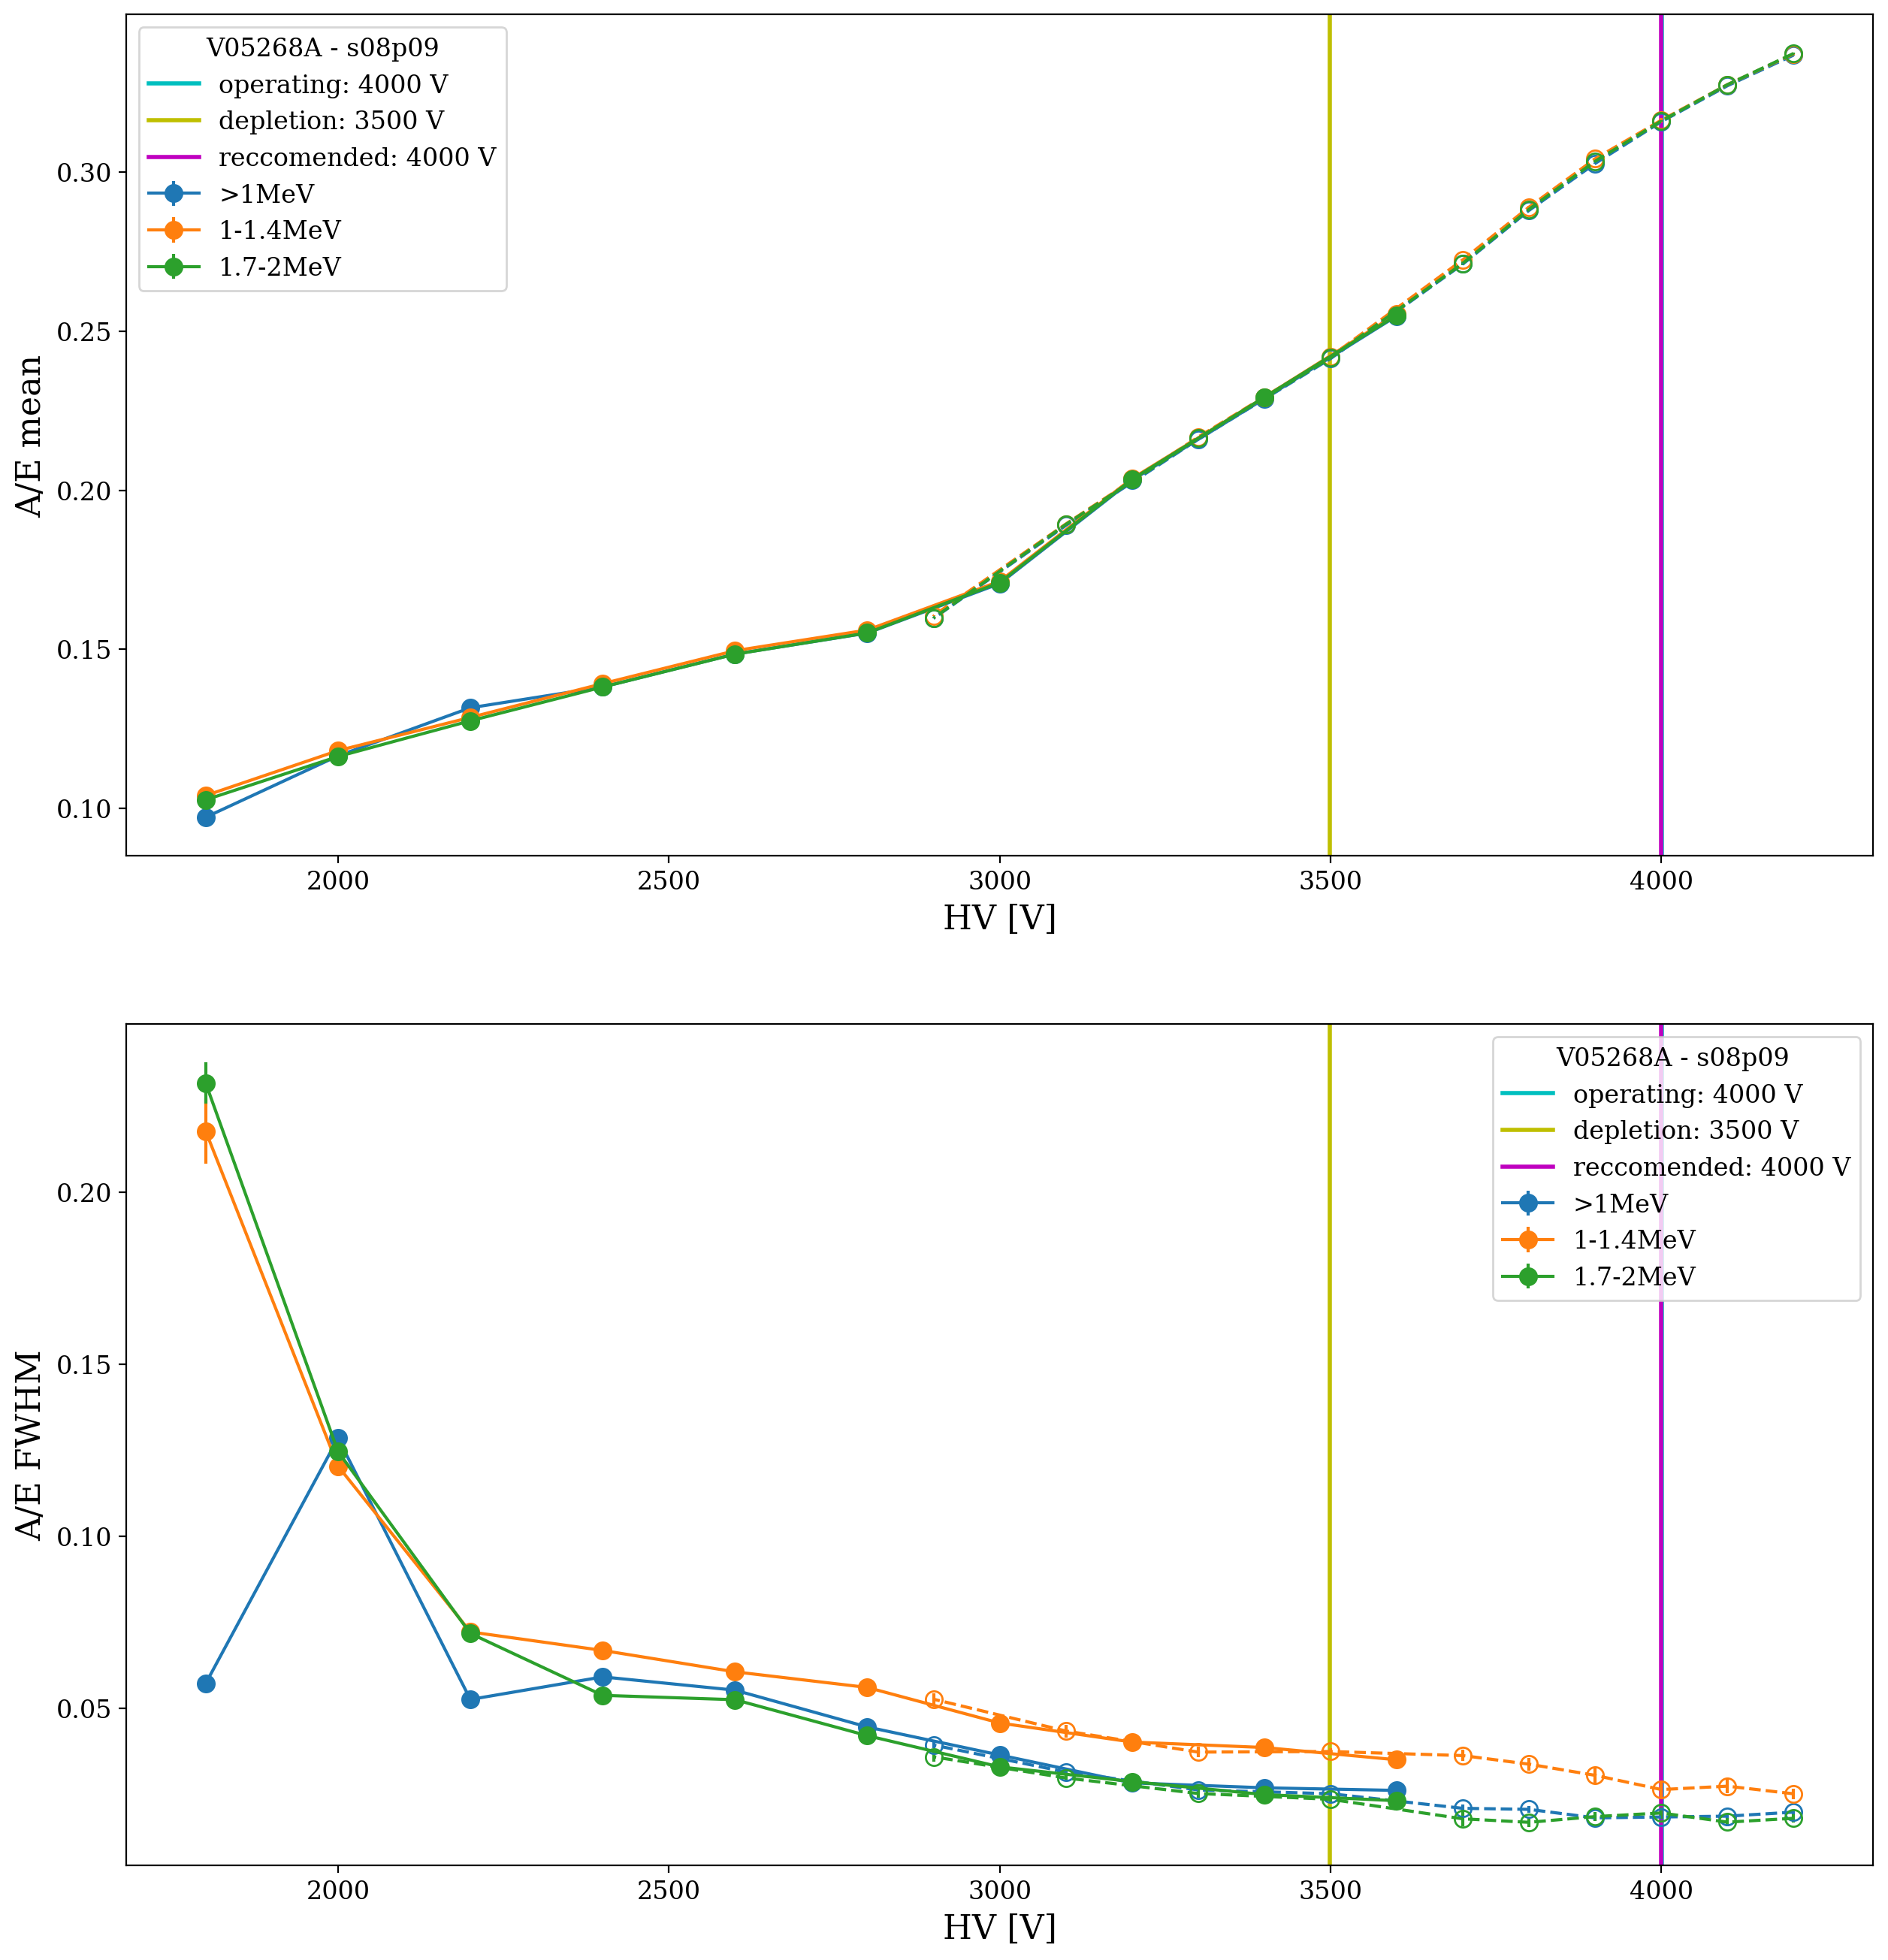 V05268A - s08p09
operating: 4000 V
depletion: 3500 V
reccomended: 4000 V
>1MeV
1-1.4MeV
1.7-2MeV
A/E mean
0.30
0.25
0.20
0.15
0.10
2000 2500 3000 3500 4000
HV [V]
V05268A - s08p09
operating: 4000 V
depletion: 3500 V
reccomended: 4000 V
>1MeV
1-1.4MeV
1.7-2MeV
A/E FWHM
0.20
0.15
0.10
0.05
2000 2500 3000 3500 4000
HV [V]